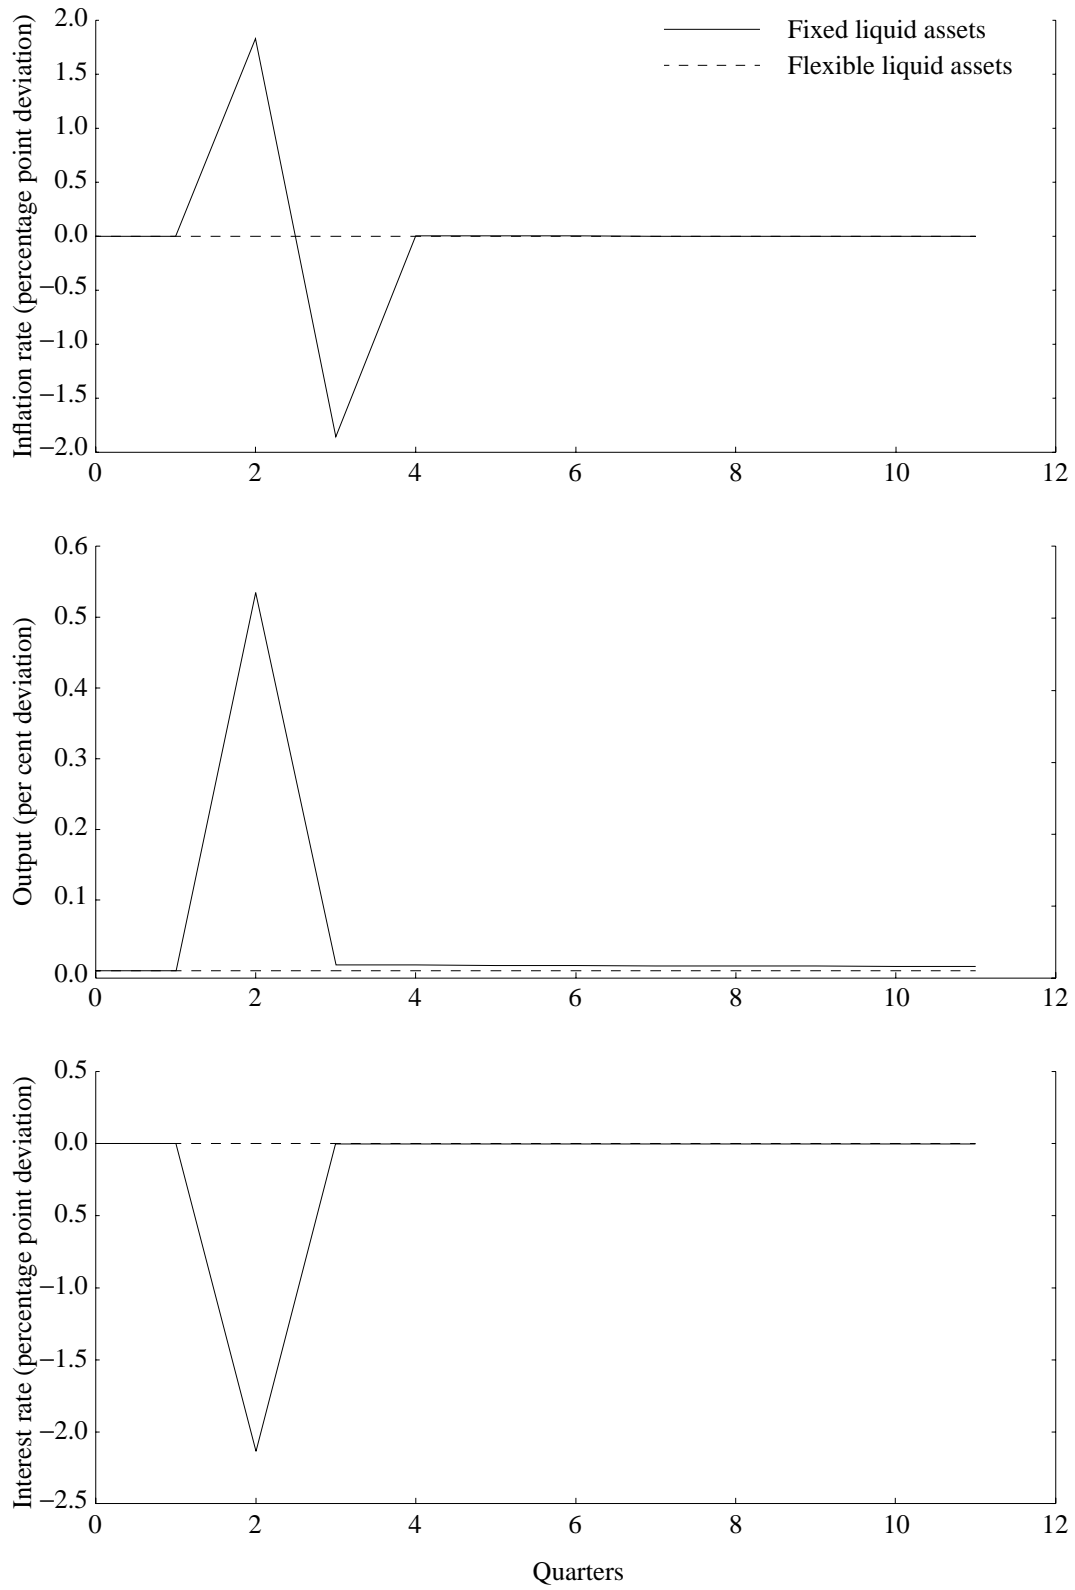 2.0
Fixed liquid assets
Flexible liquid assets
1.5
1.0
0.5
0.0
−0.5
−1.0
−1.5
−2.0
Inflation rate (percentage point deviation)
0 2 4 6 8 10 12
0.6
0.5
0.4
0.3
0.2
0.1
0.0
Output (per cent deviation)
0 2 4 6 8 10 12
0.5
0.0
0.5
−1.0
−1.5
−2.0
−2.5
Interest rate (percentage point deviation)
0 2 4 6 8 10 12
Quarters